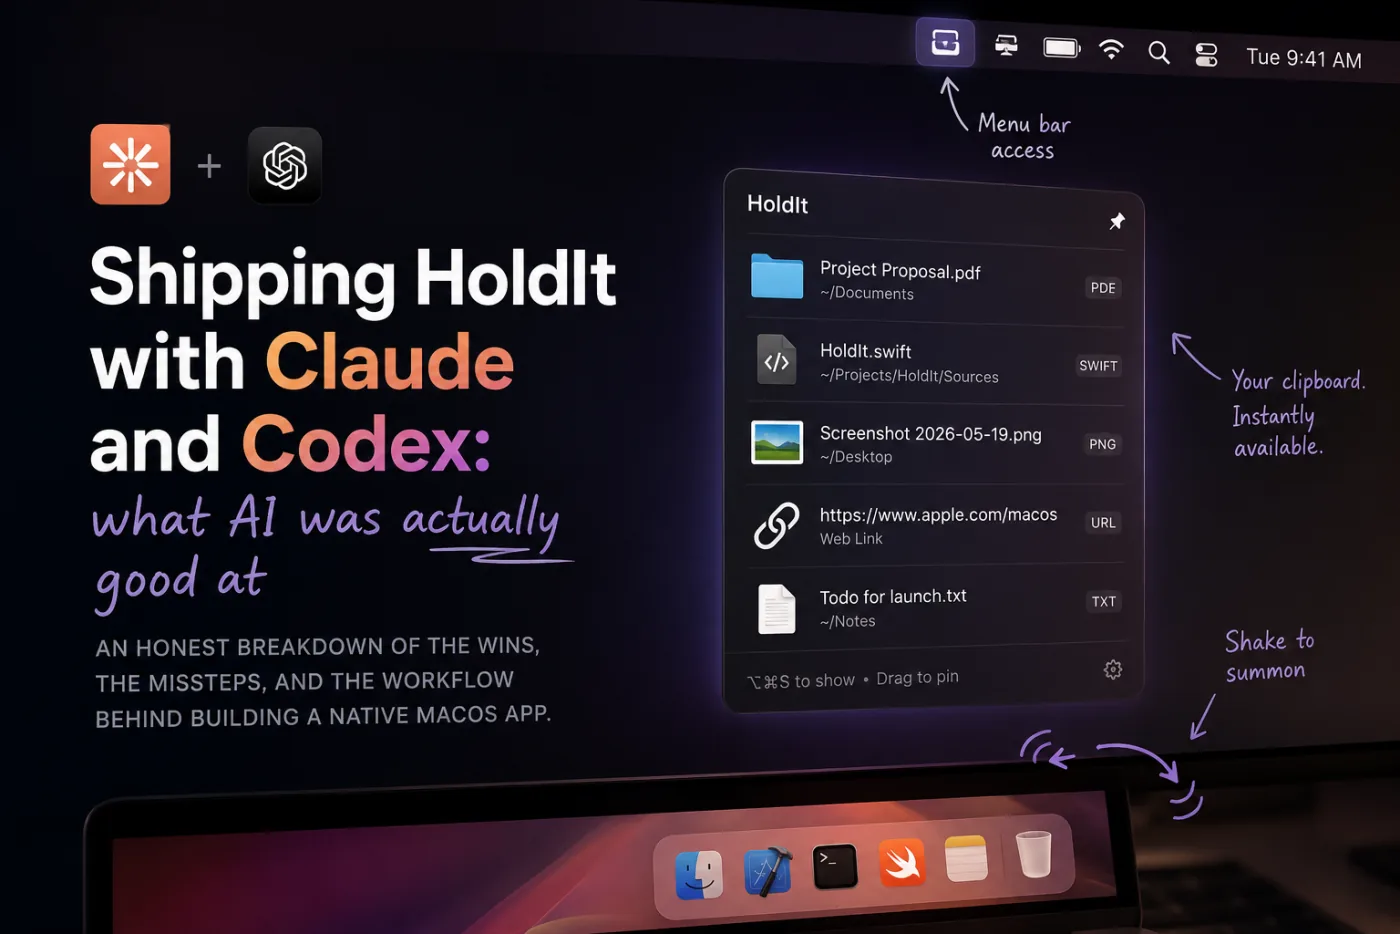 Tue 9:41 AM
Menu bar
access
Shipping HoldIt
with Claude
and Codex:
what AI was actually
good at
AN HONEST BREAKDOWN OF THE WINS,
THE MISSTEPS, AND THE WORKFLOW
BEHIND BUILDING A NATIVE MACOS APP.
HoldIt
Project Proposal.pdf
~/Documents
PDE
HoldIt.swift
~/Projects/HoldIt/Sources
SWIFT
Screenshot 2026-05-19.png
~/Desktop
PNG
https://www.apple.com/macos
Web Link
URL
Todo for launch.txt
~/Notes
TXT
⌥⌘S to show • Drag to pin
Your clipboard.
Instantly
available.
Shake to
summon